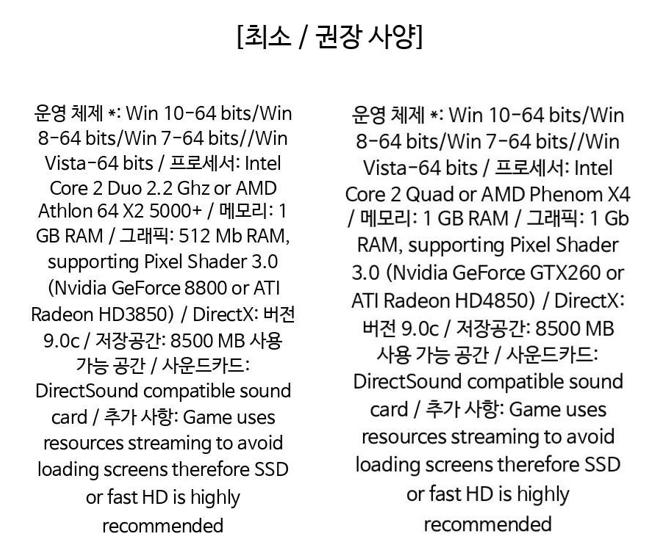 [최소 / 권장 사양]
운영 체제 *: Win 10-64 bits/Win
8-64 bits/Win 7-64 bits//Win
Vista-64 bits / 프로세서: Intel
Core 2 Duo 2.2 Ghz or AMD
Athlon 64 X2 5000+ / 메모리: 1
GB RAM / 그래픽: 512 Mb RAM,
supporting Pixel Shader 3.0
(Nvidia GeForce 8800 or ATI
Radeon HD3850) / DirectX: 버전
9.0c / 저장공간: 8500 MB 사용
가능 공간 / 사운드카드:
DirectSound compatible sound
card / 추가 사항: Game uses
resources streaming to avoid
loading screens therefore SSD
or fast HD is highly
recommended
운영 체제 *: Win 10-64 bits/Win
8-64 bits/Win 7-64 bits//Win
Vista-64 bits / 프로세서: Intel
Core 2 Quad or AMD Phenom X4
/ 메모리: 1 GB RAM / 그래픽: 1 Gb
RAM, supporting Pixel Shader
3.0 (Nvidia GeForce GTX260 or
ATI Radeon HD4850) / DirectX:
버전 9.0c / 저장공간: 8500 MB
사용 가능 공간 / 사운드카드:
DirectSound compatible sound
card / 추가 사항: Game uses
resources streaming to avoid
loading screens therefore SSD
or fast HD is highly
recommended